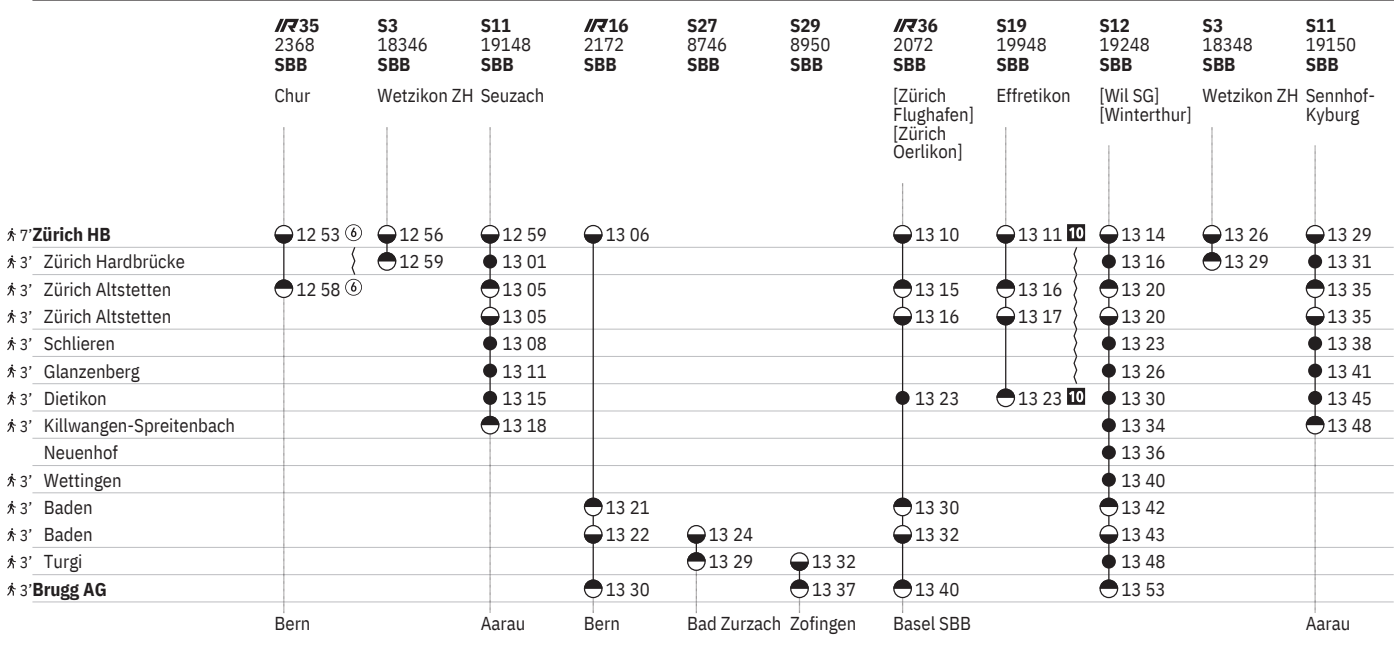 IR35 S3 S11 IR16 S27 S29 IR36 S19 S12 S3 S11
2368 18346 19148 2172 8746 8950 2072 19948 19248 18348 19150
SBB SBB SBB SBB SBB SBB SBB SBB SBB SBB SBB
Chur Wetzikon ZH Seuzach [Zürich Effretikon [Wil SG] Wetzikon ZH Sennhof-
Flughafen] [Winterthur] Kyburg
[Zürich
Oerlikon]
7’ Zürich HB 12 53 6 12 56 12 59 13 06 13 10 13 11 10 13 14 13 26 13 29
3’ Zürich Hardbrücke 12 59 13 01 13 16 13 29 13 31
3’ Zürich Altstetten 12 58 6 13 05 13 15 13 16 13 20 13 35
3’ Zürich Altstetten 13 05 13 16 13 17 13 20 13 35
3’ Schlieren 13 08 13 23 13 38
3’ Glanzenberg 13 11 13 26 13 41
3’ Dietikon 13 15 13 23 13 23 10 13 30 13 45
3’ Killwangen-Spreitenbach 13 18 13 34 13 48
Neuenhof 13 36
3’ Wettingen 13 40
3’ Baden 13 21 13 30 13 42
3’ Baden 13 22 13 24 13 32 13 43
3’ Turgi 13 29 13 32 13 48
3’ Brugg AG 13 30 13 37 13 40 13 53
Bern Aarau Bern Bad Zurzach Zofingen Basel SBB Aarau